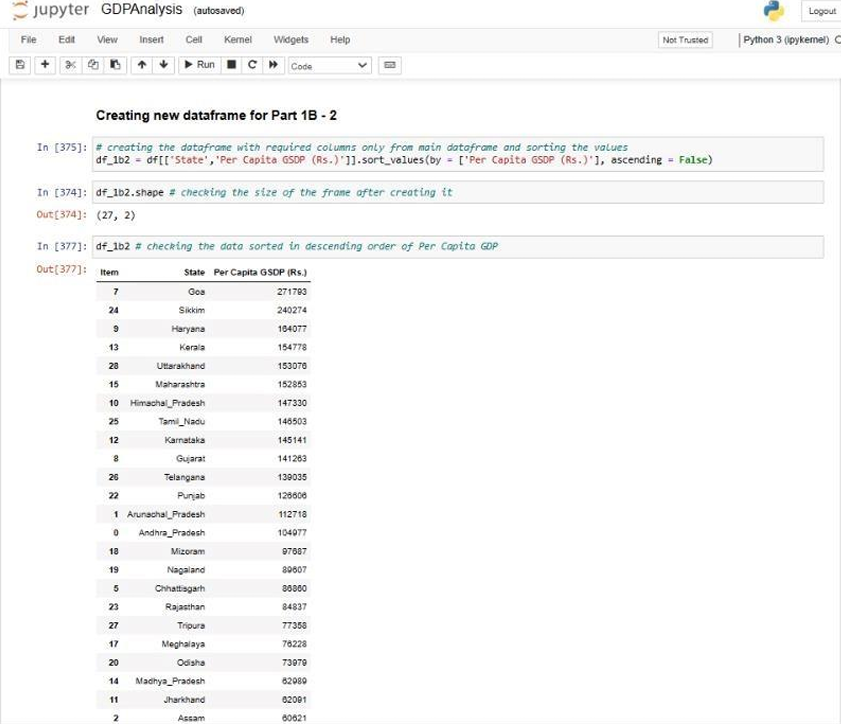 jupyter GDPAnalysis (autosaved)
Logout
File Edit View Insert Cell Kernel Widgets Help
Not Trusted
Python 3 (ipykernel)
Run
Code
Creating new dataframe for Part 1B - 2
In [375]: # creating the dataframe with required columns only from main dataframe and sorting the values
df_1b2 = df[['State','Per Capita GSDP (Rs.)']].sort_values(by = ['Per Capita GSDP (Rs.)'], ascending = False)
In [374]: df_1b2.shape # checking the size of the frame after creating it
Out[374]: (27, 2)
In [377]: df_1b2 # checking the data sorted in descending order of Per Capita GDP
Out[377]:
Item State Per Capita GSDP (Rs.)
7 Goa 271793
24 Sikkim 240274
9 Haryana 164077
13 Kerala 154778
28 Uttarakhand 153076
15 Maharashtra 152853
10 Himachal_Pradesh 147330
25 Tamil_Nadu 146503
12 Karnataka 145141
8 Gujarat 141263
26 Telangana 139035
22 Punjab 126606
1 Arunachal_Pradesh 112718
0 Andhra_Pradesh 104977
18 Mizoram 97687
19 Nagaland 89607
5 Chhattisgarh 86860
23 Rajasthan 84837
27 Tripura 77358
17 Meghalaya 76228
20 Odisha 73979
14 Madhya_Pradesh 62989
11 Jharkhand 62091
2 Assam 60621